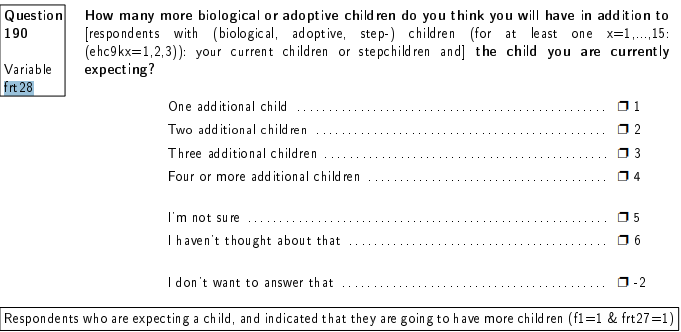 Question
190
Variable
frt28
How many more biological or adoptive children do you think you will have in addition to
[respondents with (biological, adoptive, step-) children (for at least one x=1,...,15:
(ehc9kx=1,2,3)): your current children or stepchildren and] the child you are currently
expecting?
One additional child ................................................ ❒ 1
Two additional children ............................................. ❒ 2
Three additional children ........................................... ❒ 3
Four or more additional children .................................... ❒ 4
I'm not sure ........................................................ ❒ 5
I haven't thought about that ........................................ ❒ 6
I don't want to answer that ......................................... ❒ -2
Respondents who are expecting a child, and indicated that they are going to have more children (f1=1 & frt27=1)